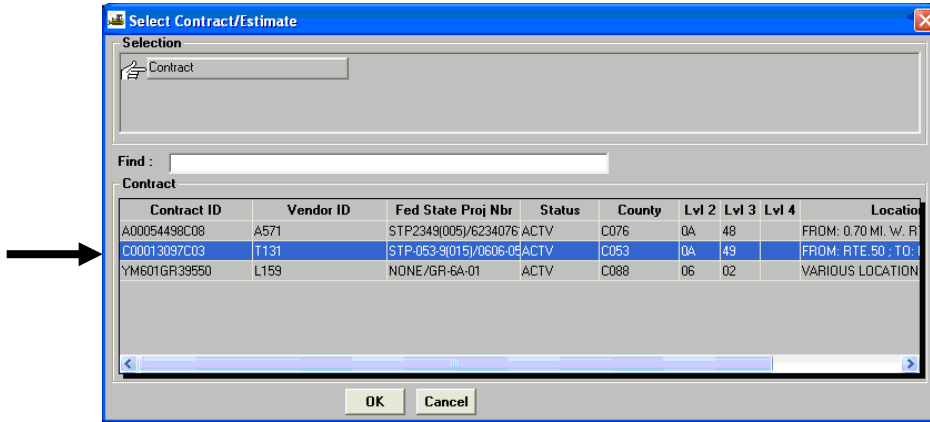 Select Contract/Estimate
Selection
Contract
Find :
Contract
Contract ID Vendor ID Fed State Proj Nbr Status County Lvl 2 Lvl 3 Lvl 4 Location
A00054498C08 A571 STP2349(005)/6234076 ACTV C076 0A 48 FROM: 0.70 MI. W.
C00013097C03 T131 STP-053-9(015)/0606-05 ACTV C053 0A 49 FROM: RTE.50 ; TO:
YM601GR39550 L159 NONE/GR-6A-01 ACTV C088 06 02 VARIOUS LOCATION
OK Cancel